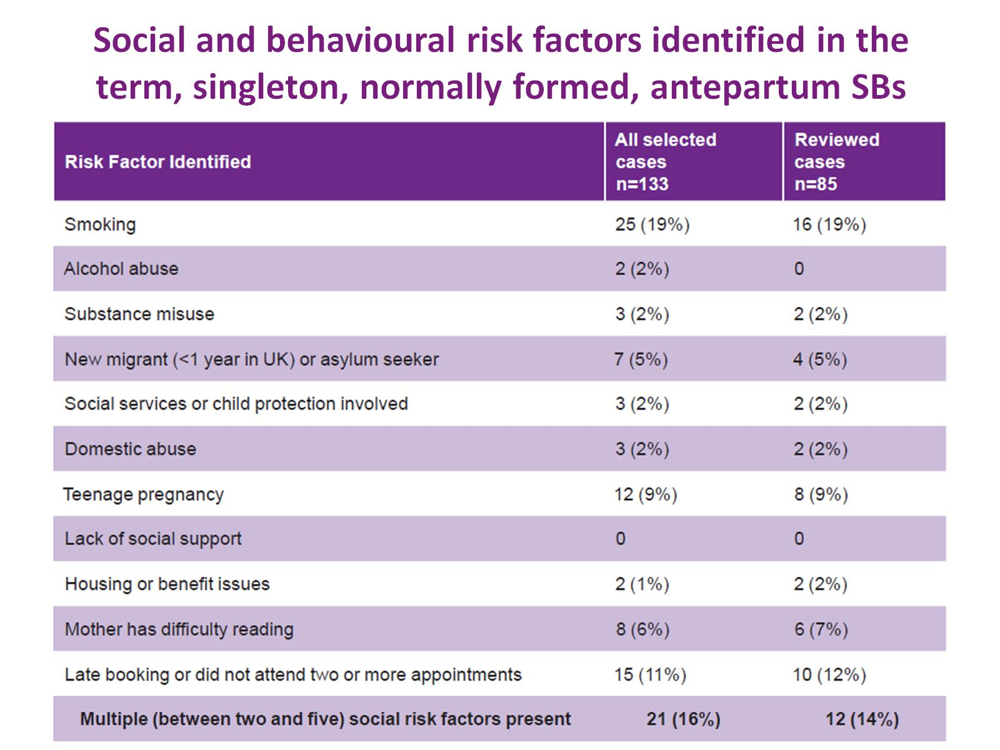 Social and behavioural risk factors identified in the
term, singleton, normally formed, antepartum SBs
Risk Factor Identified
All selected
cases
n=133
Reviewed
cases
n=85
Smoking 25 (19%) 16 (19%)
Alcohol abuse 2 (2%) 0
Substance misuse 3 (2%) 2 (2%)
New migrant (<1 year in UK) or asylum seeker 7 (5%) 4 (5%)
Social services or child protection involved 3 (2%) 2 (2%)
Domestic abuse 3 (2%) 2 (2%)
Teenage pregnancy 12 (9%) 8 (9%)
Lack of social support 0 0
Housing or benefit issues 2 (1%) 2 (2%)
Mother has difficulty reading 8 (6%) 6 (7%)
Late booking or did not attend two or more appointments 15 (11%) 10 (12%)
Multiple (between two and five) social risk factors present 21 (16%) 12 (14%)